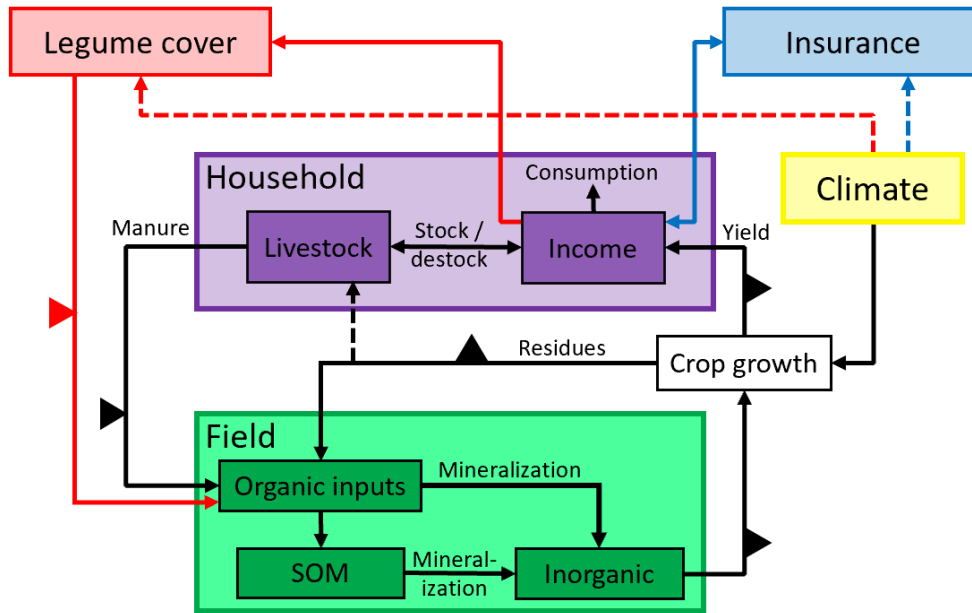 Legume cover
Insurance
Household
Consumption
Climate
Manure
Livestock
Stock /
destock
Income
Yield
Residues
Crop growth
Field
Organic inputs
Mineralization
SOM
Mineral-
ization
Inorganic